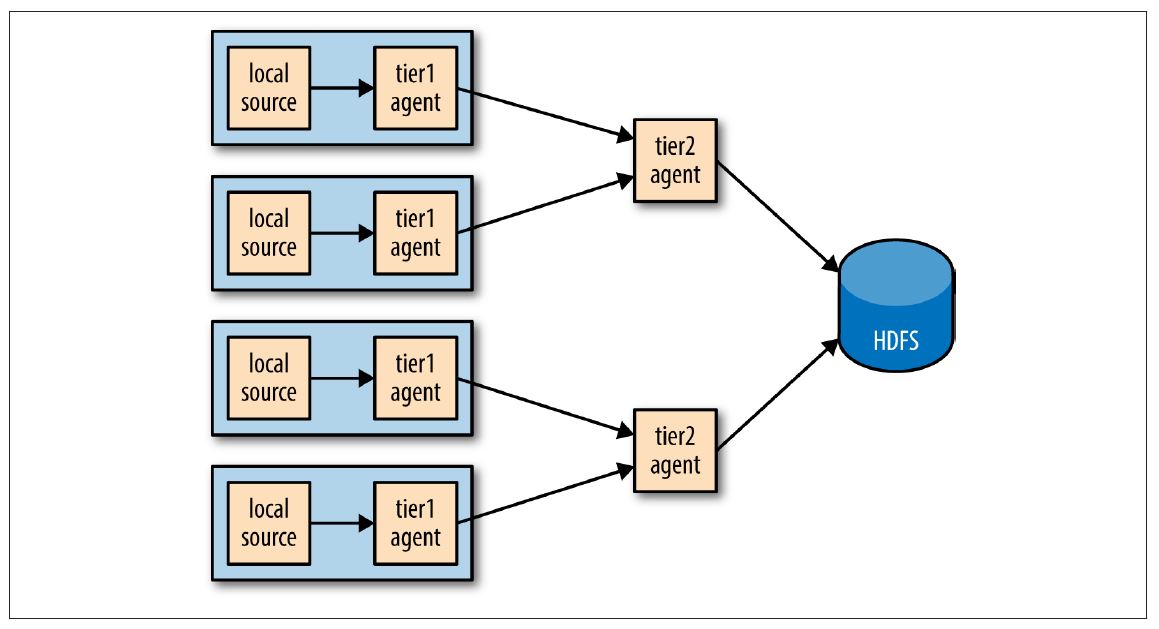 local
source
tier1
agent
local
source
tier1
agent
tier2
agent
HDFS
local
source
tier1
agent
tier2
agent
local
source
tier1
agent